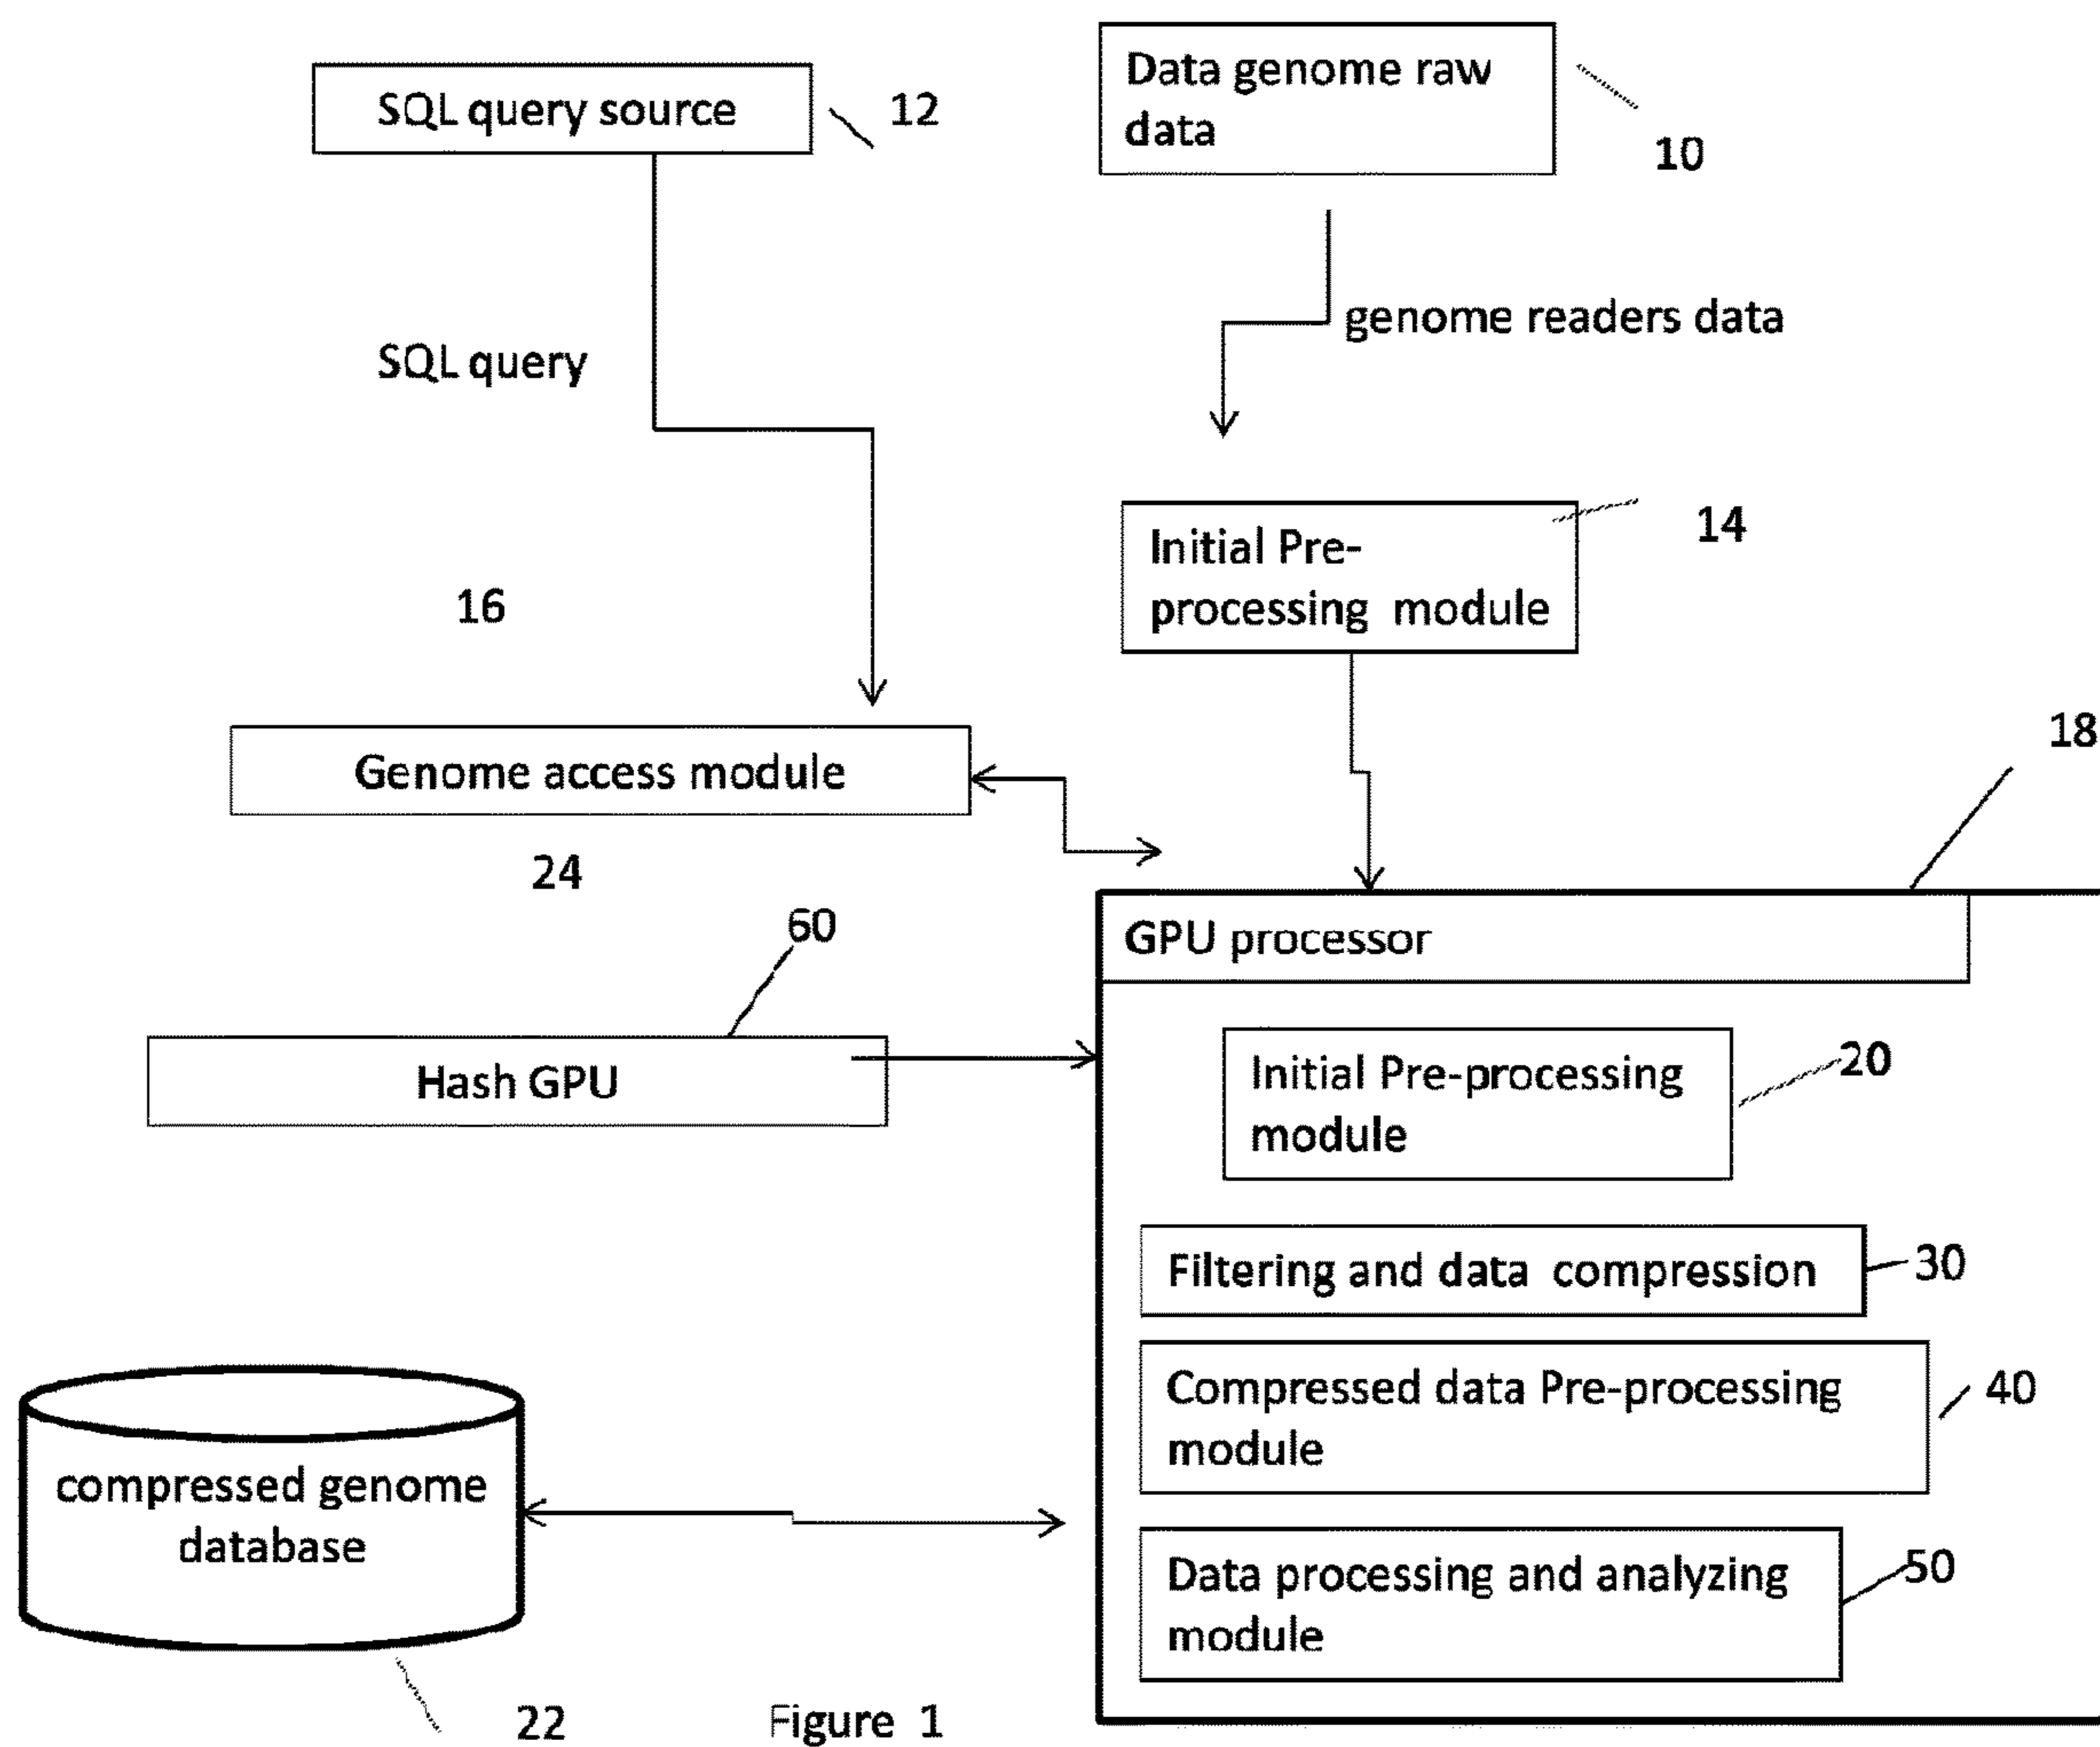 SQL query source
12
Data genome raw
data
10
genome readers data
SQL query
14
Initial Pre-
processing module
16
18
Genome access module
24
60
GPU processor
Hash GPU
Initial Pre-processing
module
20
Filtering and data compression
30
Compressed data Pre-processing
module
40
compressed genome
database
Data processing and analyzing
module
50
22
Figure 1